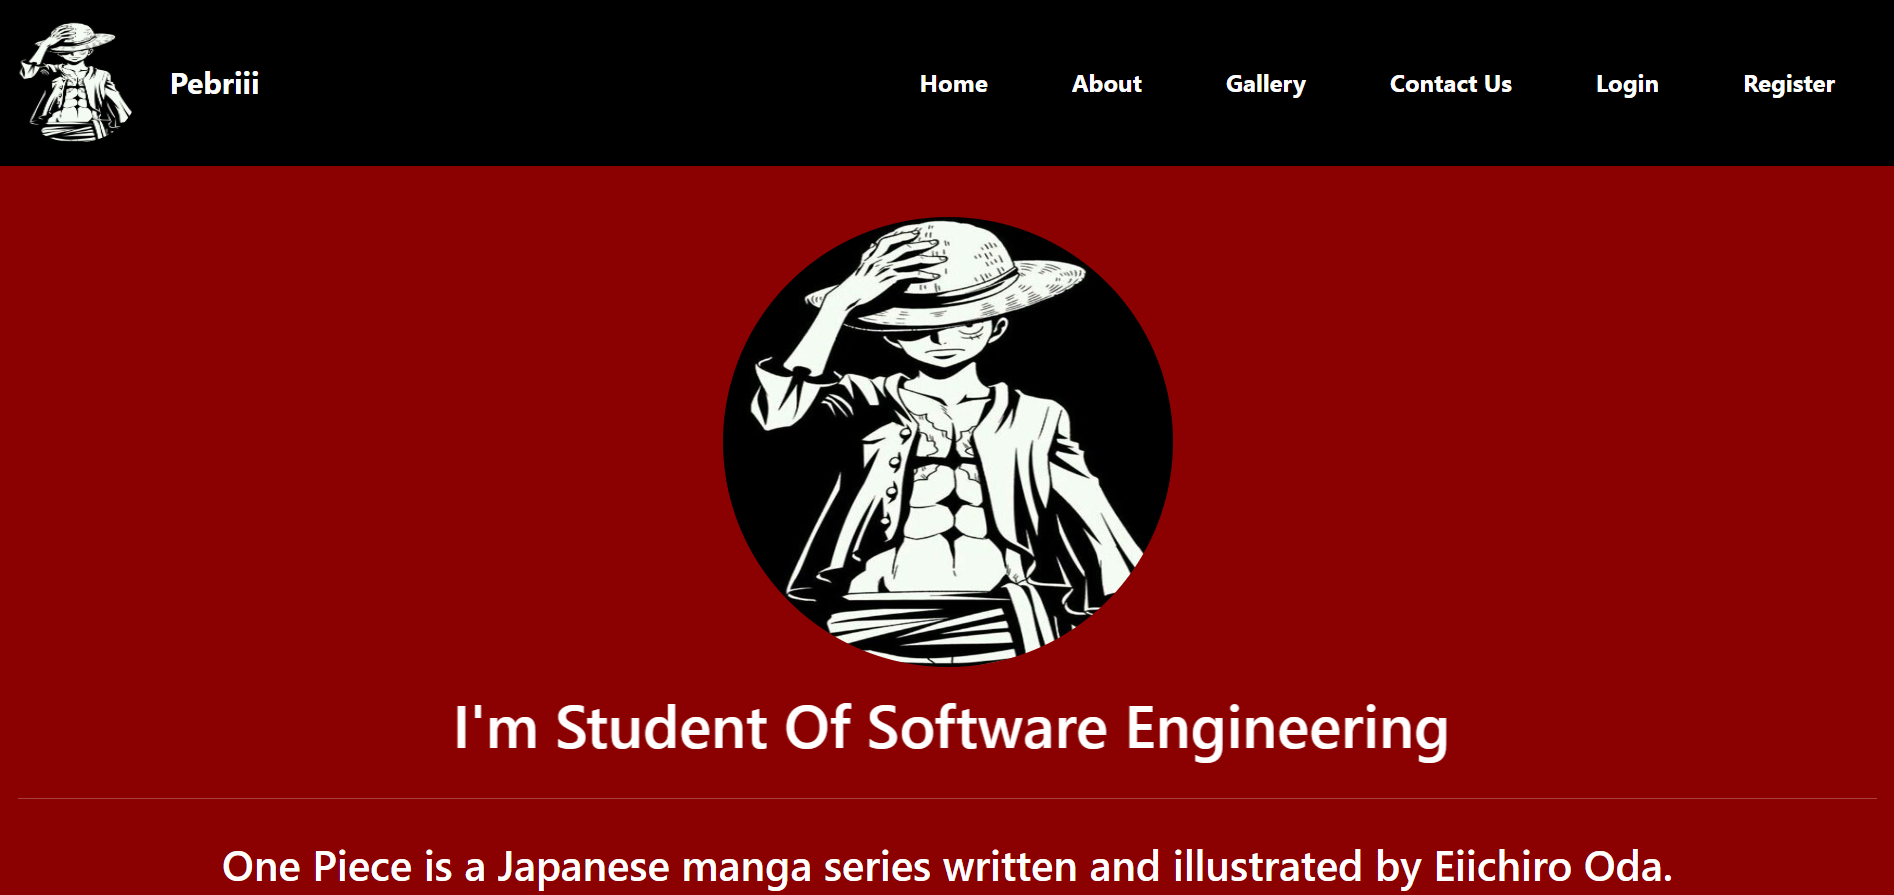 Pebriii
Home About Gallery Contact Us Login Register
I'm Student Of Software Engineering
One Piece is a Japanese manga series written and illustrated by Eiichiro Oda.